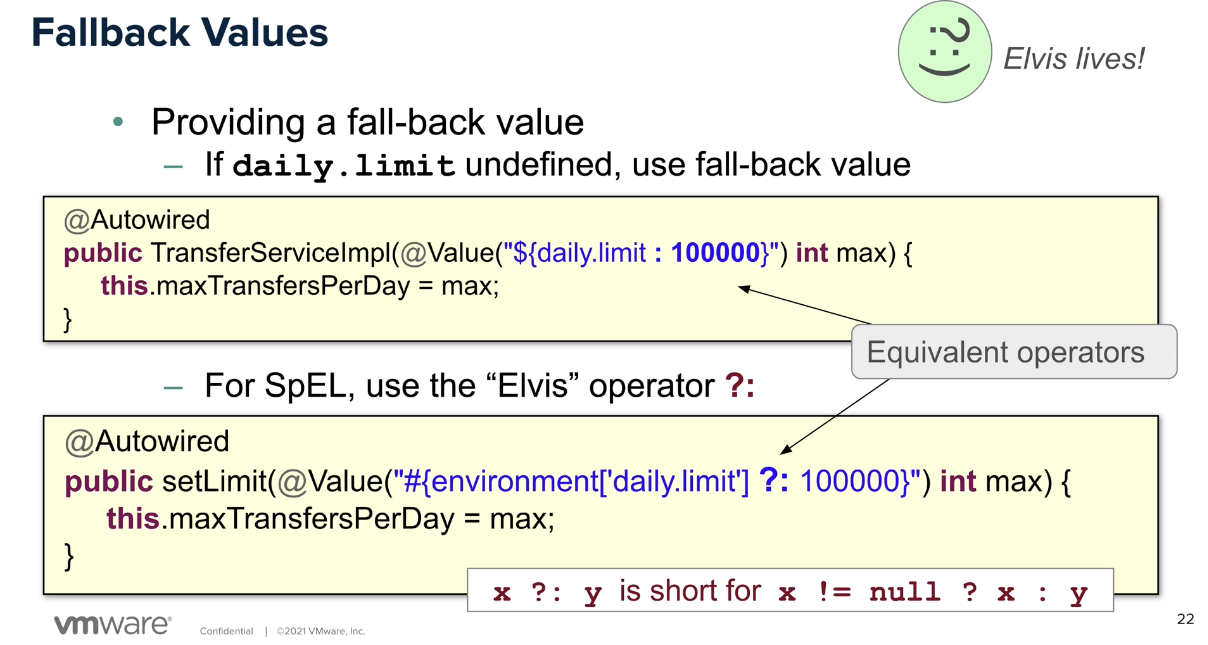 Fallback Values
Elvis lives!
• Providing a fall-back value
– If daily.limit undefined, use fall-back value
@Autowired
public TransferServiceImpl(@Value("${daily.limit : 100000}") int max) {
this.maxTransfersPerDay = max;
}
Equivalent operators
– For SpEL, use the “Elvis” operator ?:
@Autowired
public setLimit(@Value("#{environment['daily.limit'] ?: 100000}") int max) {
this.maxTransfersPerDay = max;
}
x ?: y is short for x != null ? x : y
vmware® Confidential | ©2021 VMware, Inc.
22